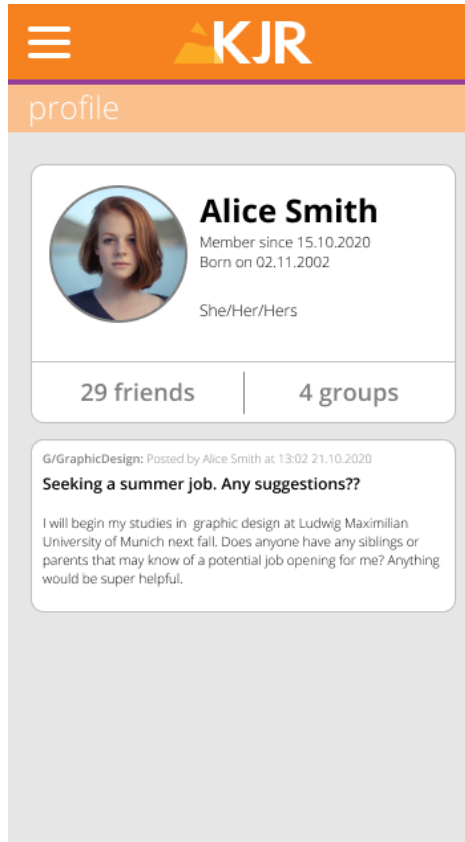 KJR
profile
Alice Smith
Member since 15.10.2020
Born on 02.11.2002
She/Her/Hers
29 friends
4 groups
G/GraphicDesign: Posted by Alice Smith at 13:02 21.10.2020
Seeking a summer job. Any suggestions??
I will begin my studies in  graphic design at Ludwig Maximilian
University of Munich next fall. Does anyone have any siblings or
parents that may know of a potential job opening for me? Anything
would be super helpful.